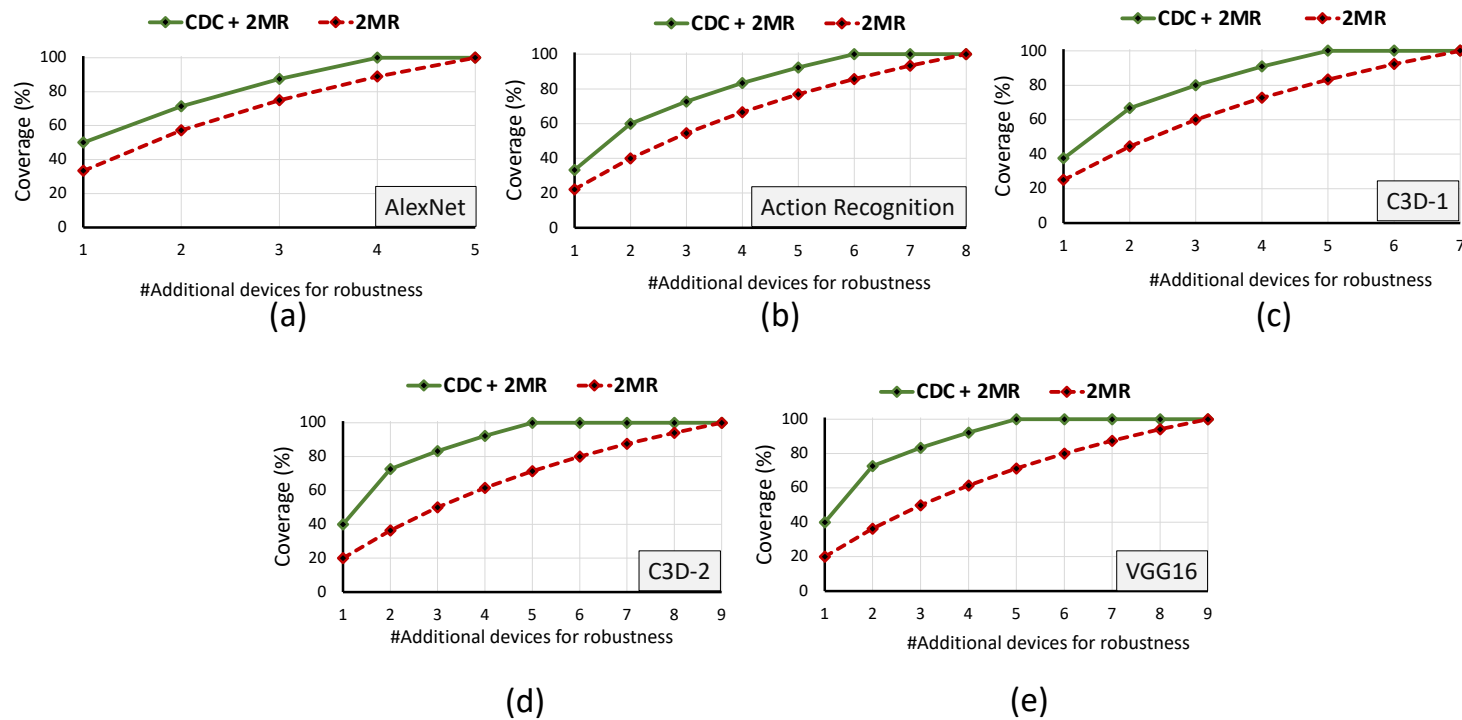 CDC + 2MR 2MR
Coverage (%)
100
80
60
40
20
0
AlexNet
1 2 3 4 5
#Additional devices for robustness
(a)
CDC + 2MR 2MR
Coverage (%)
100
80
60
40
20
0
Action Recognition
1 2 3 4 5 6 7 8
#Additional devices for robustness
(b)
CDC + 2MR 2MR
Coverage (%)
100
80
60
40
20
0
C3D-1
1 2 3 4 5 6 7
#Additional devices for robustness
(c)
CDC + 2MR 2MR
Coverage (%)
100
80
60
40
20
0
C3D-2
1 2 3 4 5 6 7 8 9
#Additional devices for robustness
(d)
CDC + 2MR 2MR
Coverage (%)
100
80
60
40
20
0
VGG16
1 2 3 4 5 6 7 8 9
#Additional devices for robustness
(e)